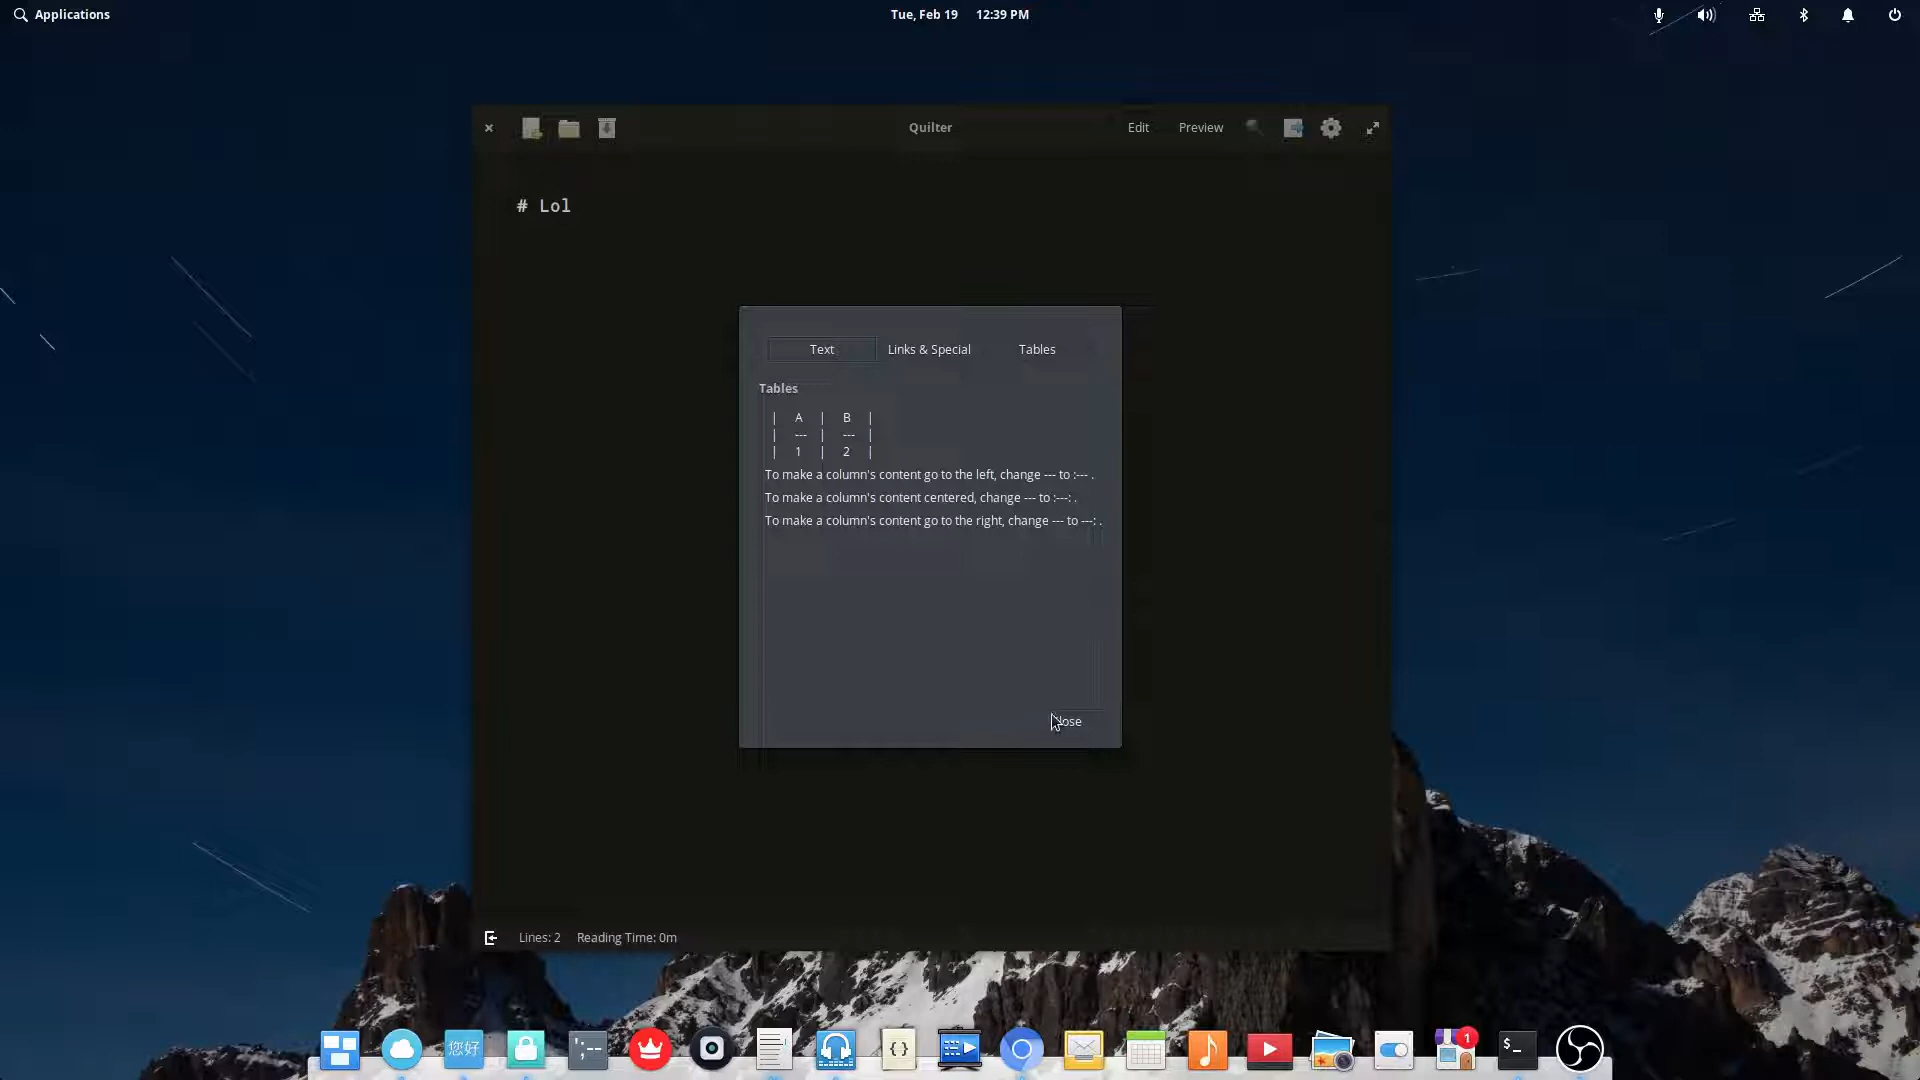 Applications
Tue, Feb 19 12:39 PM
Quilter
Edit
Preview
# Lol
Text
Links & Special
Tables
Tables
| A | B |
| --- | --- |
| 1 | 2 |
To make a column's content go to the left, change --- to :--- .
To make a column's content centered, change --- to :---: .
To make a column's content go to the right, change --- to ---: .
Lines: 2 Reading Time: 0m
您好
';--
{}
1
$_